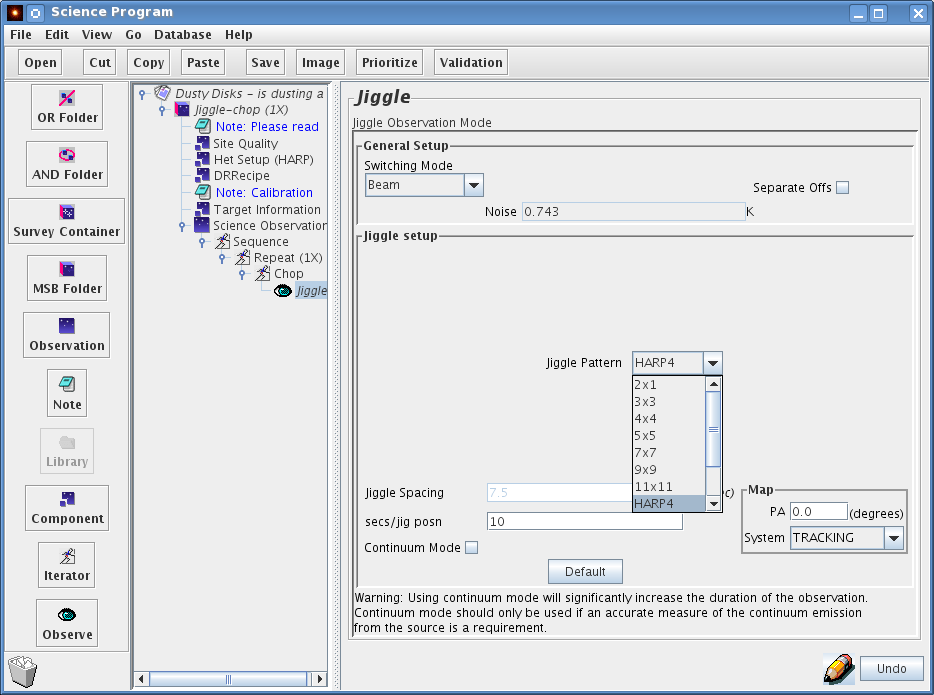 Science Program
File Edit View Go Database Help
Open Cut Copy Paste Save Image Prioritize Validation
OR Folder
AND Folder
Survey Container
MSB Folder
Observation
Note
Library
Component
Iterator
Observe
Dusty Disks - is dusting a
Jiggle-chop (1X)
Note: Please read
Site Quality
Het Setup (HARP)
DRRecipe
Note: Calibration
Target Information
Science Observation
Sequence
Repeat (1X)
Chop
Jiggle
Jiggle
Jiggle Observation Mode
General Setup
Switching Mode
Beam
Separate Offs
Noise 0.743 K
Jiggle setup
Jiggle Pattern HARP4
2x1
3x3
4x4
5x5
7x7
9x9
11x11
HARP4
Jiggle Spacing 7.5 c)
secs/jig posn 10
Continuum Mode
Map
PA 0.0 (degrees)
System TRACKING
Default
Warning: Using continuum mode will significantly increase the duration of the observation.
Continuum mode should only be used if an accurate measure of the continuum emission
from the source is a requirement.
Undo